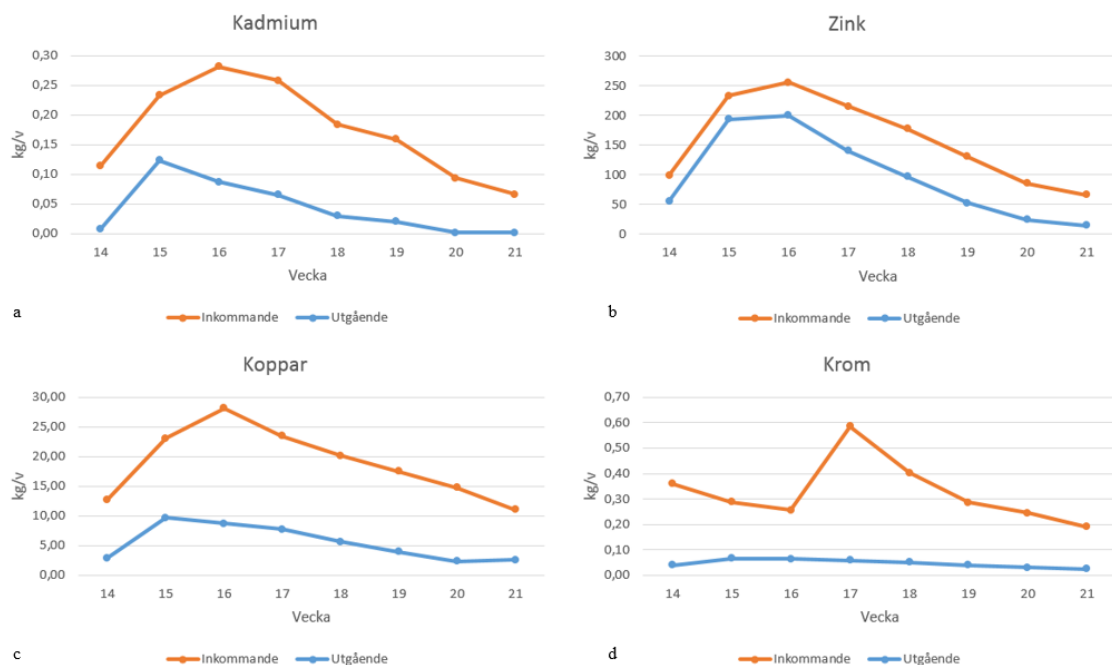 Kadmium
0,30
0,25
0,20
0,15
0,10
0,05
0,00
kg/v
14 15 16 17 18 19 20 21
Vecka
a
Inkommande Utgående
Zink
300
250
200
150
100
50
0
kg/v
14 15 16 17 18 19 20 21
Vecka
b
Inkommande Utgående
Koppar
30,00
25,00
20,00
15,00
10,00
5,00
0,00
kg/v
14 15 16 17 18 19 20 21
Vecka
c
Inkommande Utgående
Krom
0,70
0,60
0,50
0,40
0,30
0,20
0,10
0,00
kg/v
14 15 16 17 18 19 20 21
Vecka
d
Inkommande Utgående